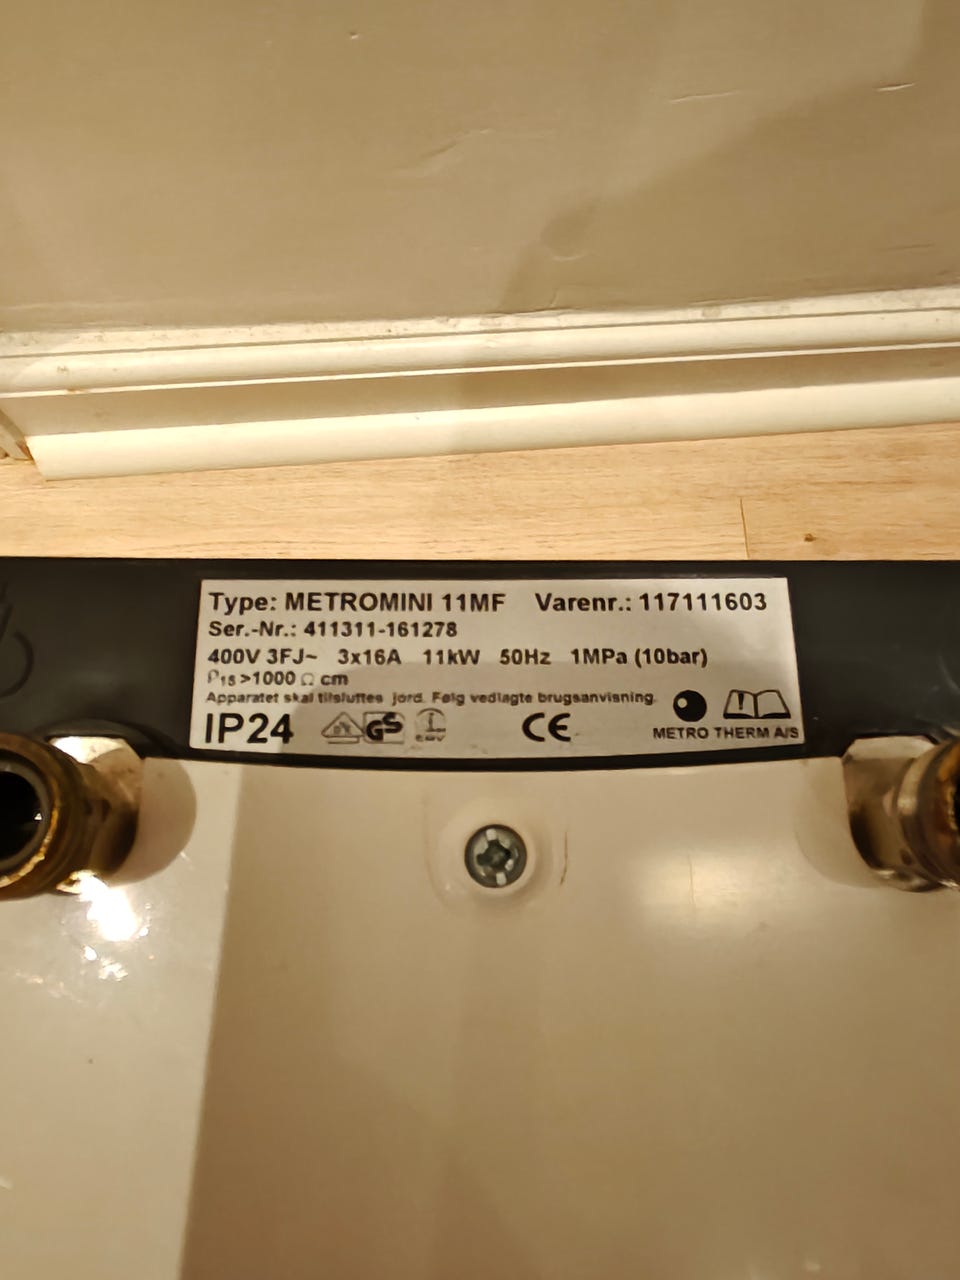 Type: METROMINI 11MF Varenr.: 117111603
Ser.-Nr.: 411311-161278
400V 3FJ~ 3x16A 11kW 50Hz 1MPa (10bar)
ρ15 >1000 Ω cm
Apparatet skal tilsluttes jord. Følg vedlagte brugsanvisning.
IP24 GS CE
METRO THERM A/S